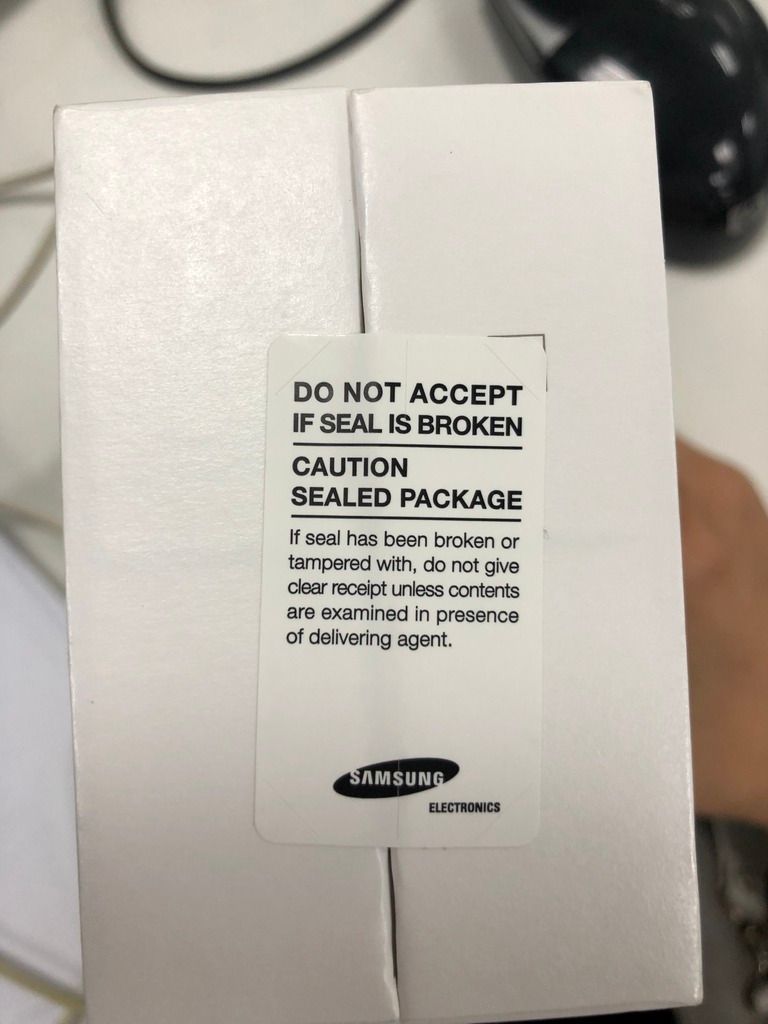 DO NOT ACCEPT
IF SEAL IS BROKEN
CAUTION
SEALED PACKAGE
If seal has been broken or
tampered with, do not give
clear receipt unless contents
are examined in presence
of delivering agent.
SAMSUNG
ELECTRONICS